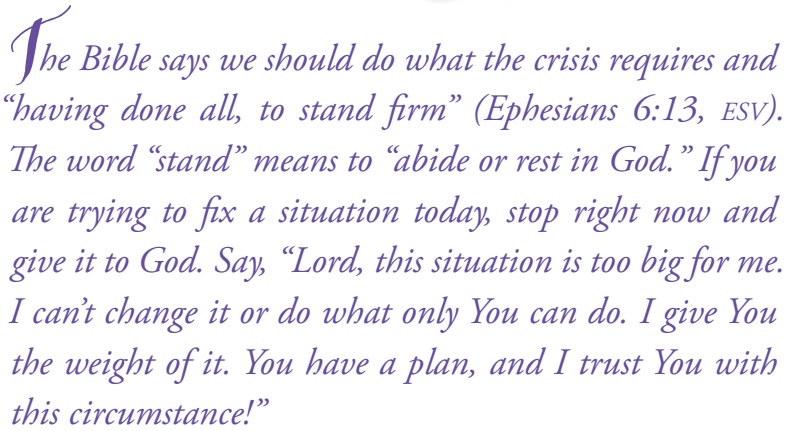 The Bible says we should do what the crisis requires and
“having done all, to stand firm” (Ephesians 6:13, ESV).
The word “stand” means to “abide or rest in God.” If you
are trying to fix a situation today, stop right now and
give it to God. Say, “Lord, this situation is too big for me.
I can’t change it or do what only You can do. I give You
the weight of it. You have a plan, and I trust You with
this circumstance!”